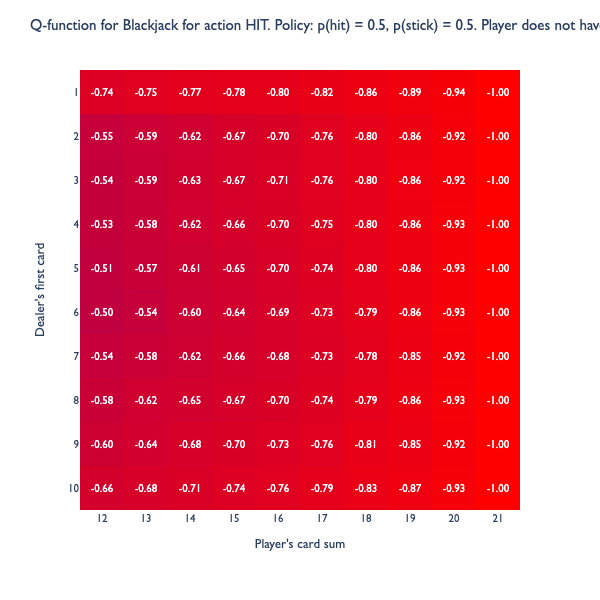 Q-function for Blackjack for action HIT. Policy: p(hit) = 0.5, p(stick) = 0.5. Player does not hav
1 -0.74 -0.75 -0.77 -0.78 -0.80 -0.82 -0.86 -0.89 -0.94 -1.00
2 -0.55 -0.59 -0.62 -0.67 -0.70 -0.76 -0.80 -0.86 -0.92 -1.00
3 -0.54 -0.59 -0.63 -0.67 -0.71 -0.76 -0.80 -0.86 -0.92 -1.00
4 -0.53 -0.58 -0.62 -0.66 -0.70 -0.75 -0.80 -0.86 -0.93 -1.00
Dealer's first card
5 -0.51 -0.57 -0.61 -0.65 -0.70 -0.74 -0.80 -0.86 -0.93 -1.00
6 -0.50 -0.54 -0.60 -0.64 -0.69 -0.73 -0.79 -0.86 -0.93 -1.00
7 -0.54 -0.58 -0.62 -0.66 -0.68 -0.73 -0.78 -0.85 -0.92 -1.00
8 -0.58 -0.62 -0.65 -0.67 -0.70 -0.74 -0.79 -0.86 -0.93 -1.00
9 -0.60 -0.64 -0.68 -0.70 -0.73 -0.76 -0.81 -0.85 -0.92 -1.00
10 -0.66 -0.68 -0.71 -0.74 -0.76 -0.79 -0.83 -0.87 -0.93 -1.00
12 13 14 15 16 17 18 19 20 21
Player's card sum